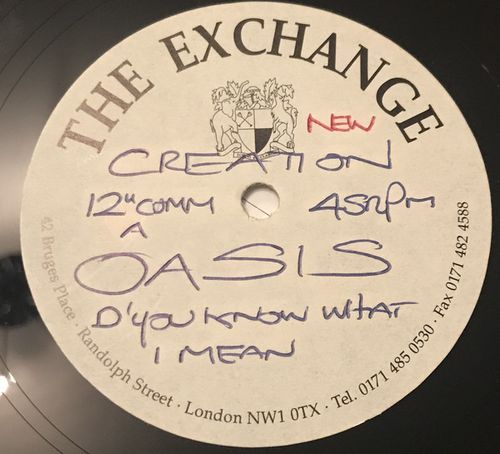 THE EXCHANGE
NEW
CREATION
12" COMM 45RPM
A
OASIS
D'YOU KNOW WHAT
I MEAN
62 Bruges Place · Randolph Street · London NW1 0TX · Tel. 0171 485 0530 · Fax 0171 482 4588